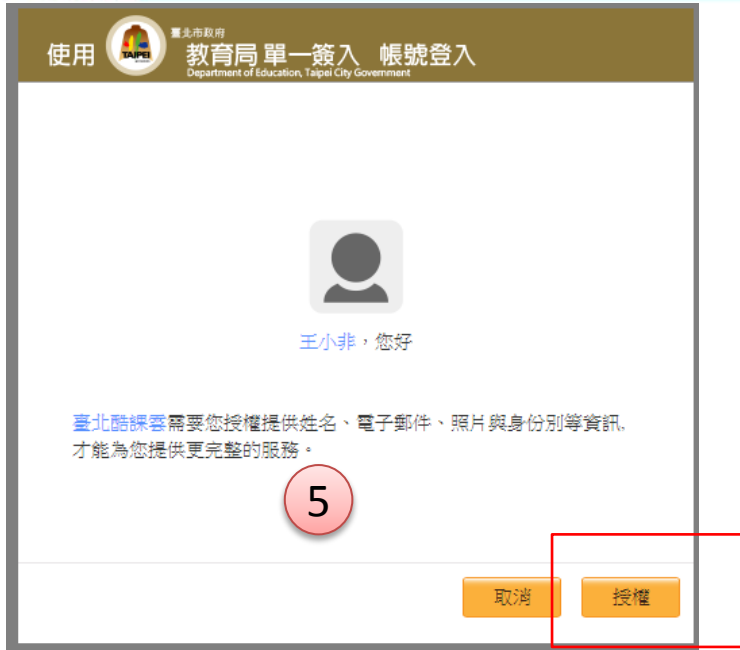 臺北市政府
使用 TAIPEI 教育局 單一簽入 帳號登入
Department of Education, Taipei City Government
王小非，您好
臺北酷課雲需要您授權提供姓名、電子郵件、照片與身份別等資訊,
才能為您提供更完整的服務。
5
取消 授權